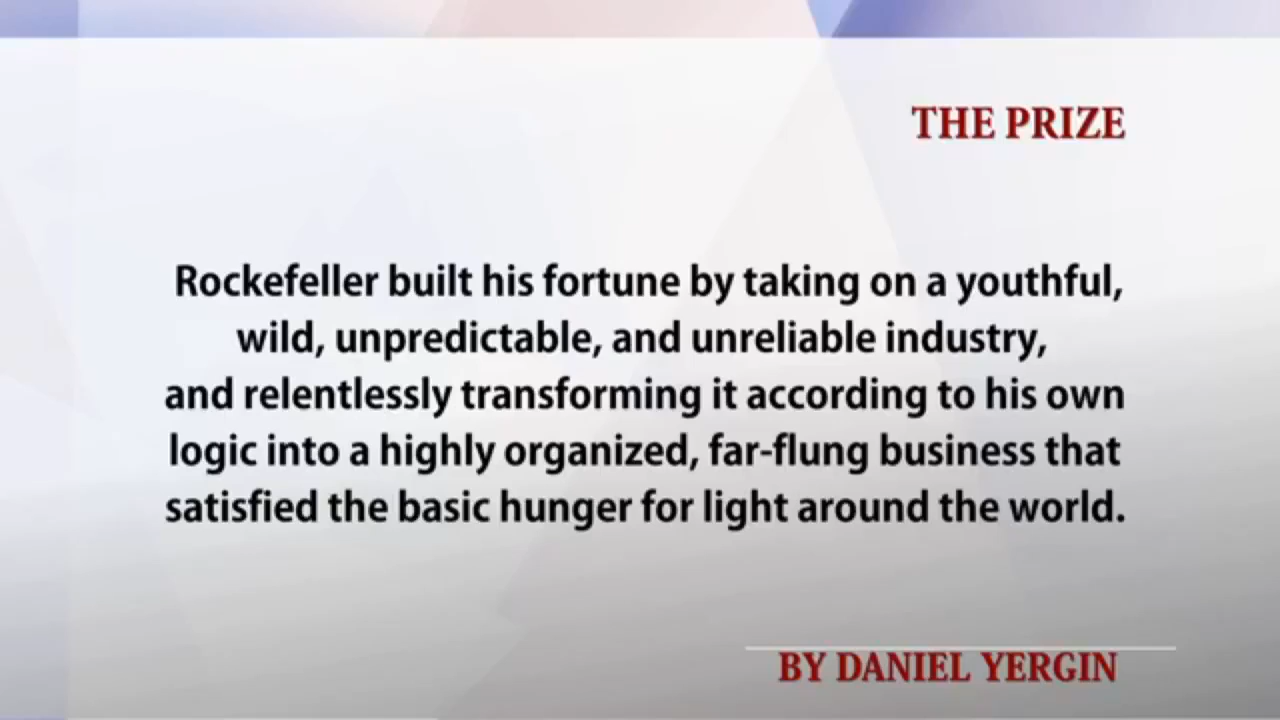 THE PRIZE
Rockefeller built his fortune by taking on a youthful,
wild, unpredictable, and unreliable industry,
and relentlessly transforming it according to his own
logic into a highly organized, far-flung business that
satisfied the basic hunger for light around the world.
BY DANIEL YERGIN